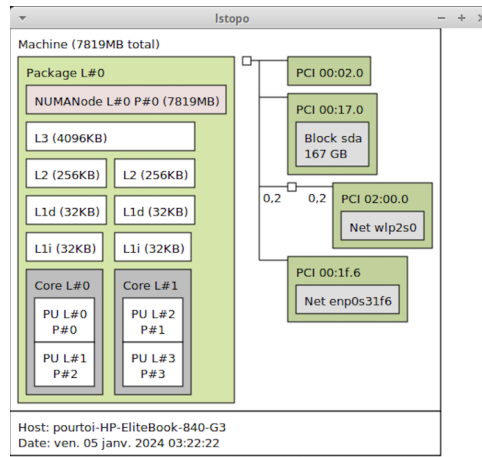 lstopo
Machine (7819MB total)
Package L#0
NUMANode L#0 P#0 (7819MB)
L3 (4096KB)
L2 (256KB)
L2 (256KB)
L1d (32KB)
L1d (32KB)
L1i (32KB)
L1i (32KB)
Core L#0
PU L#0
P#0
PU L#1
P#2
Core L#1
PU L#2
P#1
PU L#3
P#3
PCI 00:02.0
PCI 00:17.0
Block sda
167 GB
0,2
0,2
PCI 02:00.0
Net wlp2s0
PCI 00:1f.6
Net enp0s31f6
Host: pourtoi-HP-EliteBook-840-G3
Date: ven. 05 janv. 2024 03:22:22